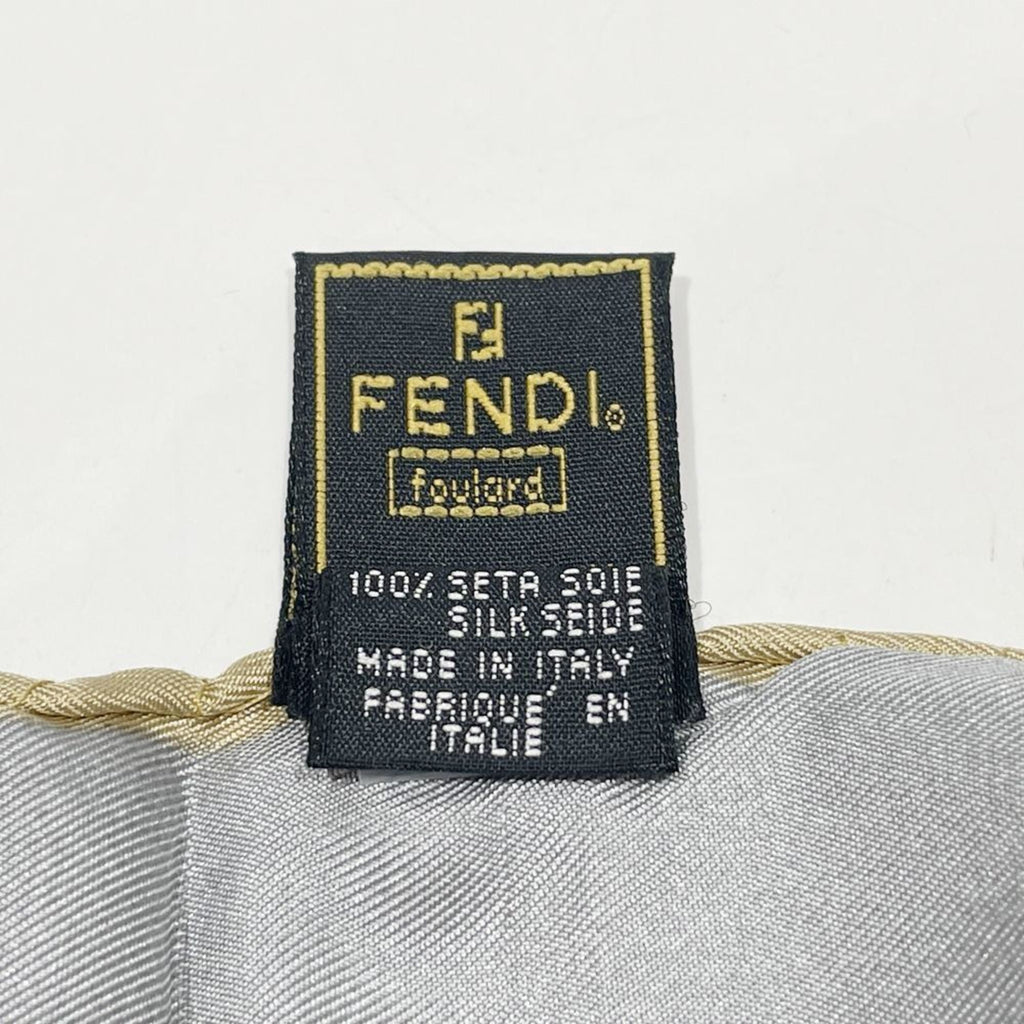 FF
FENDI®
foulard
100% SETA SOIE
SILK SEIDE
MADE IN ITALY
FABRIQUE' EN
ITALIE